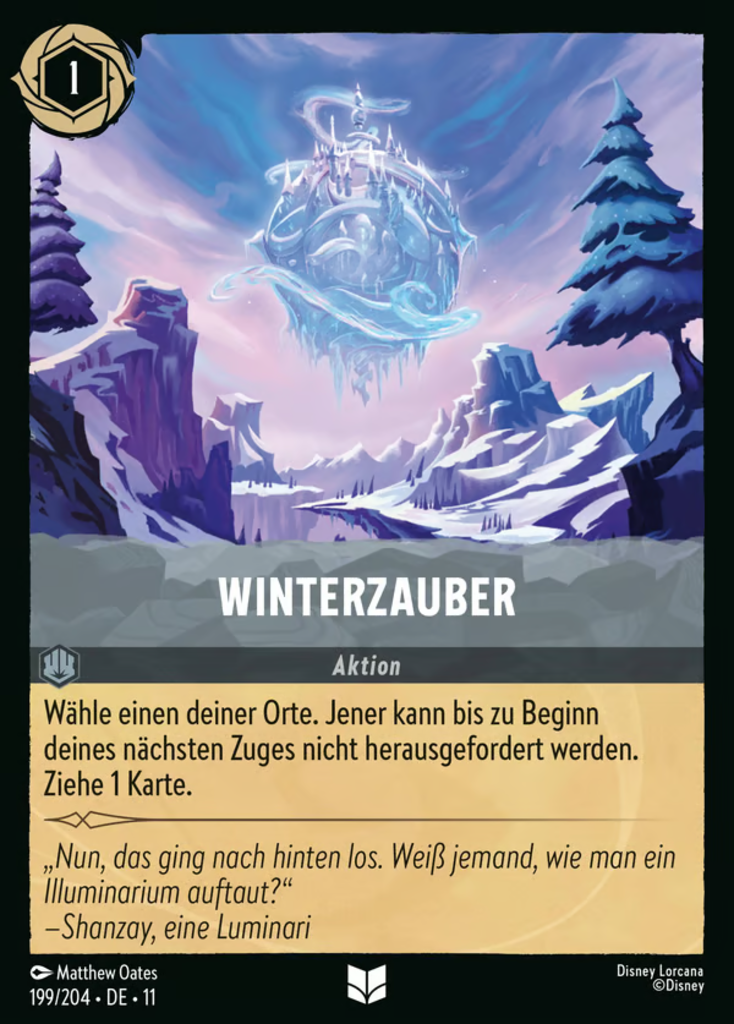 1
WINTERZAUBER
Aktion
Wähle einen deiner Orte. Jener kann bis zu Beginn
deines nächsten Zuges nicht herausgefordert werden.
Ziehe 1 Karte.
„Nun, das ging nach hinten los. Weiß jemand, wie man ein
Illuminarium auftaut?“
–Shanzay, eine Luminari
Matthew Oates
199/204 • DE • 11
Disney Lorcana
©Disney